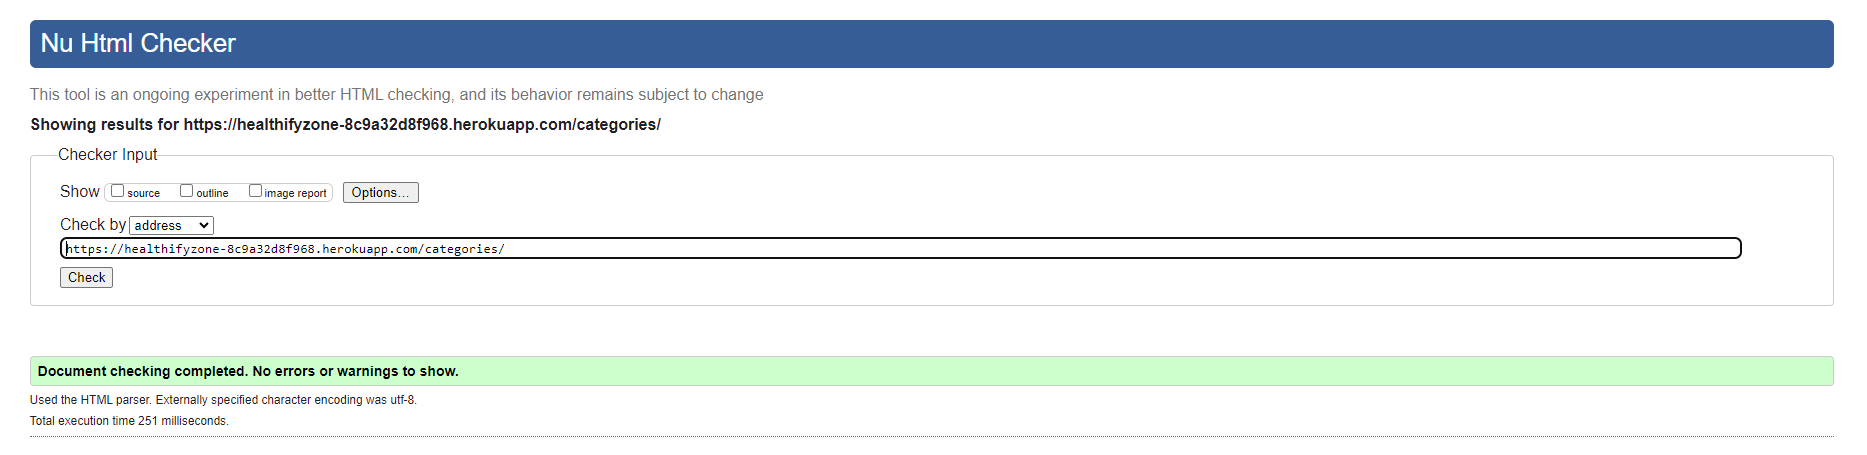 Nu Html Checker
This tool is an ongoing experiment in better HTML checking, and its behavior remains subject to change
Showing results for https://healthifyzone-8c9a32d8f968.herokuapp.com/categories/
Checker Input
Show source outline image report Options...
Check by address
https://healthifyzone-8c9a32d8f968.herokuapp.com/categories/
Check
Document checking completed. No errors or warnings to show.
Used the HTML parser. Externally specified character encoding was utf-8.
Total execution time 251 milliseconds.